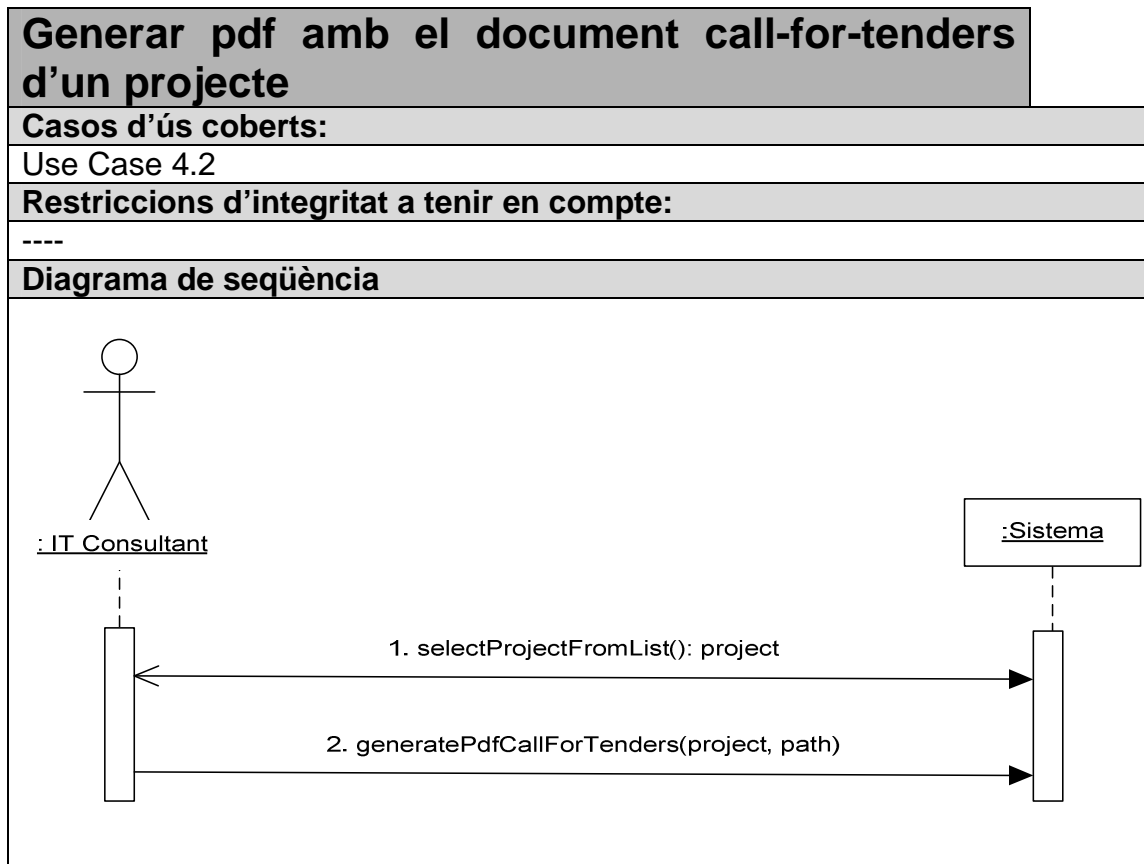 Generar pdf amb el document call-for-tenders
d'un projecte
Casos d'ús coberts:
Use Case 4.2
Restriccions d'integritat a tenir en compte:
----
Diagrama de seqüència
: IT Consultant
:Sistema
1. selectProjectFromList(): project
2. generatePdfCallForTenders(project, path)